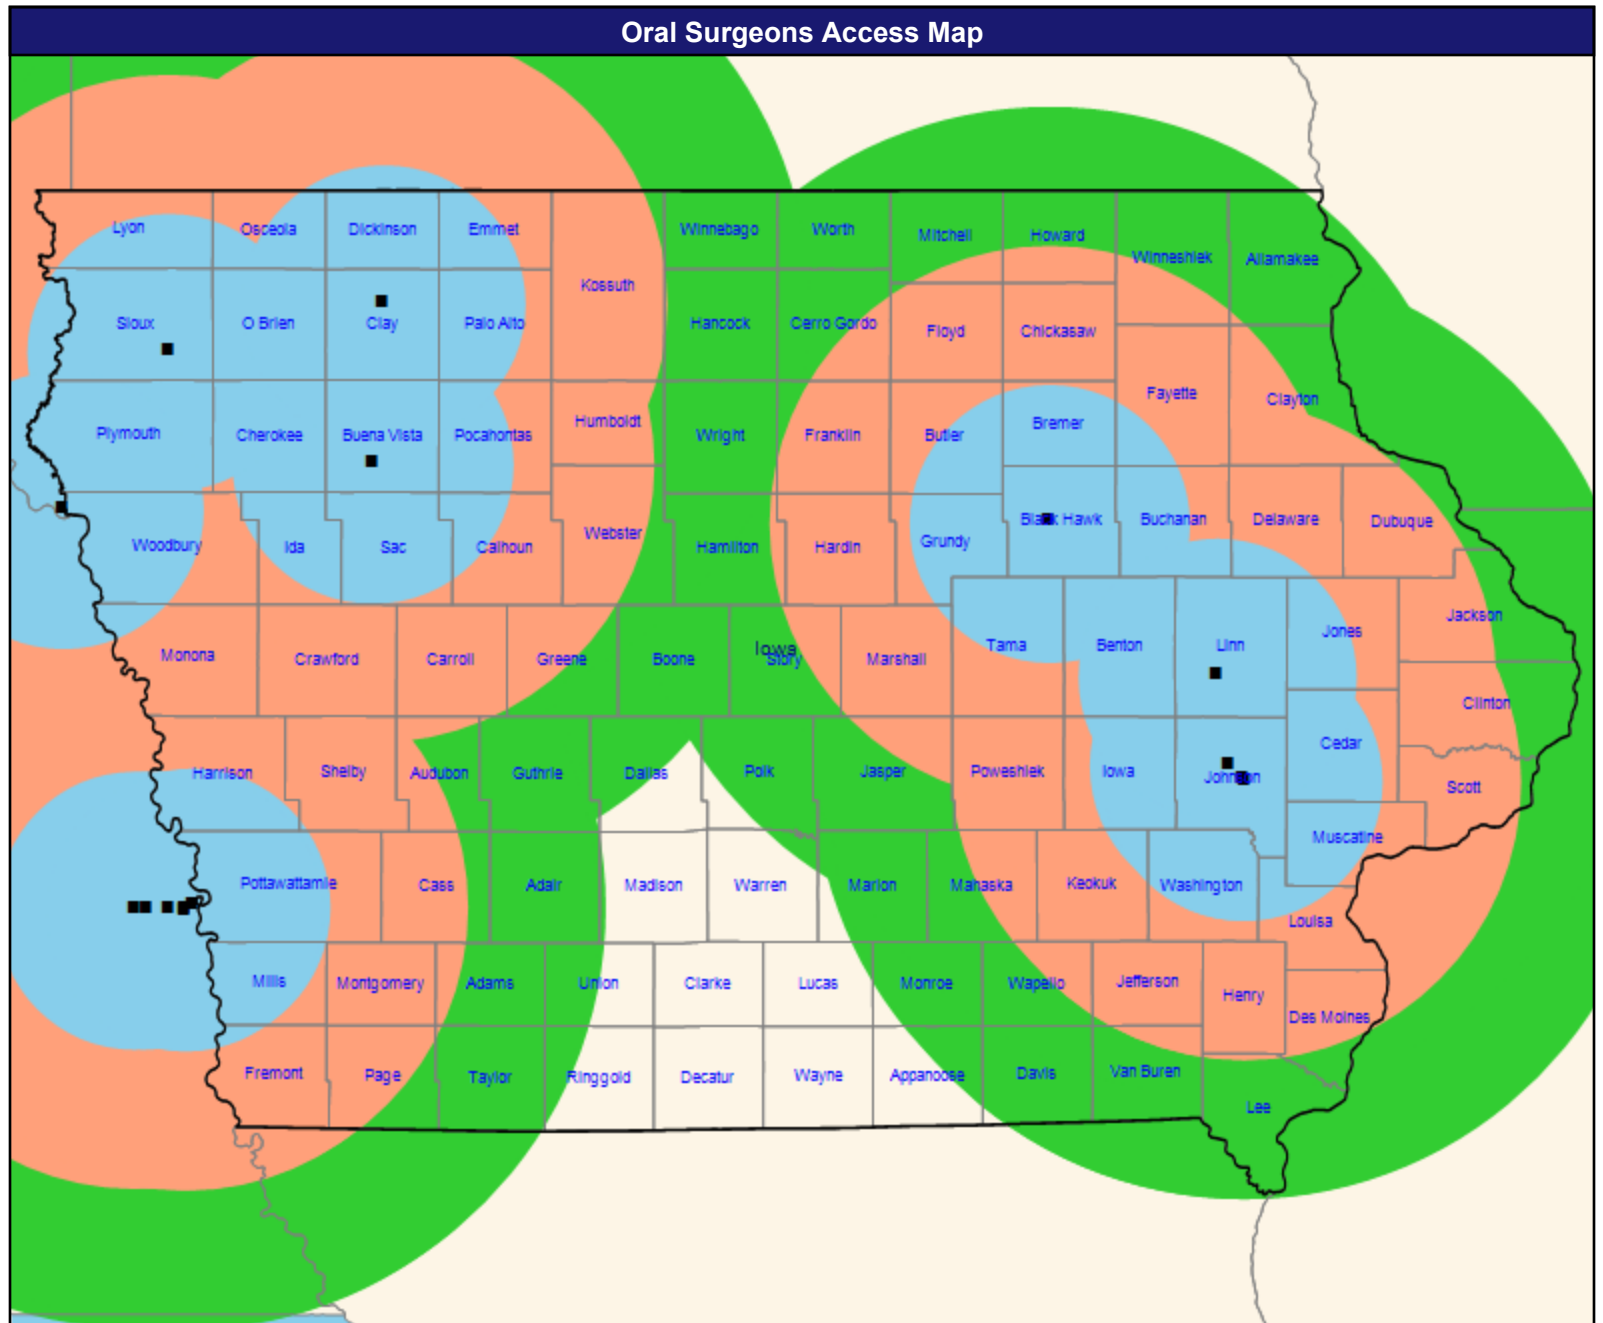 Oral Surgeons Access Map
Lyon Osceola Dickinson Emmet Winnebago Worth Mitchell Howard Winneshiek Allamakee
Kossuth
Sioux O Brien Clay Palo Alto Hancock Cerro Gordo Floyd Chickasaw
Fayette Clayton
Plymouth Cherokee Buena Vista Pocahontas Humboldt Wright Franklin Butler Bremer
Woodbury Ida Sac Calhoun Webster Hamilton Hardin Grundy Black Hawk Buchanan Delaware Dubuque
Jackson
Monona Crawford Carroll Greene Boone Iowa Story Marshall Tama Benton Linn Jones
Clinton
Harrison Shelby Audubon Guthrie Dallas Polk Jasper Poweshiek Iowa Johnson Cedar Scott
Muscatine
Pottawattamie Cass Adair Madison Warren Marion Mahaska Keokuk Washington
Louisa
Mills Montgomery Adams Union Clarke Lucas Monroe Wapello Jefferson Henry
Des Moines
Fremont Page Taylor Ringgold Decatur Wayne Appanoose Davis Van Buren
Lee